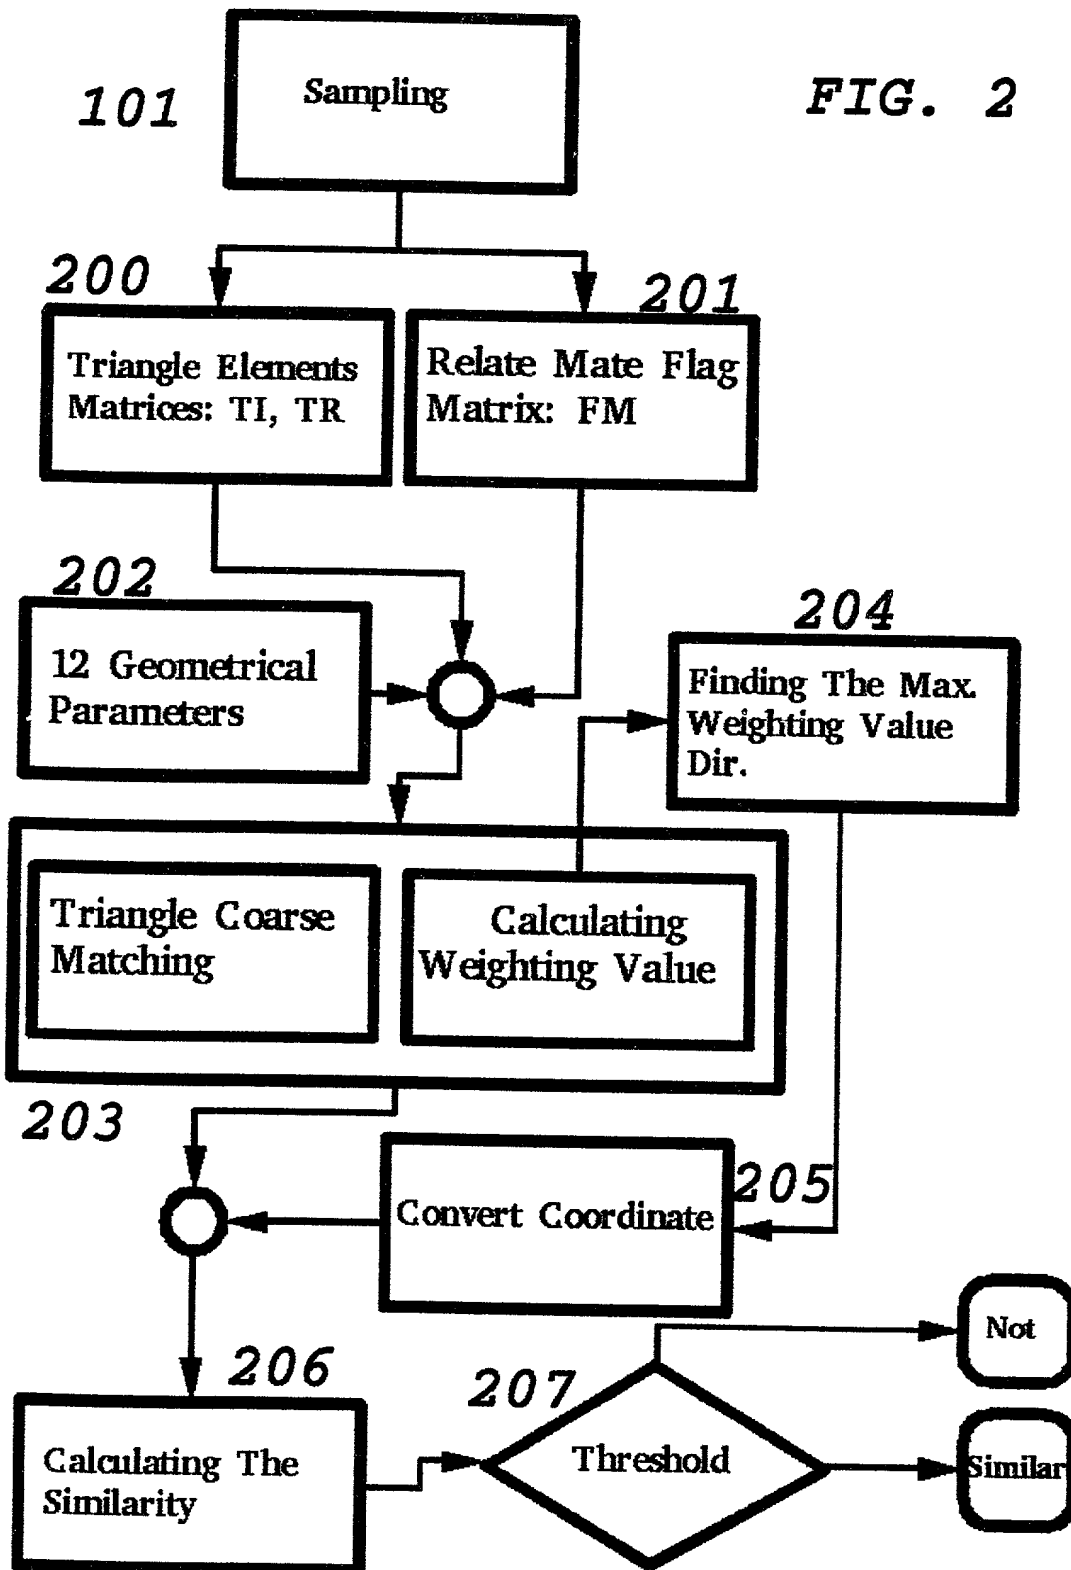 Sampling
101
FIG. 2
200
201
Triangle Elements
Matrices: TI, TR
Relate Mate Flag
Matrix: FM
202
204
12 Geometrical
Parameters
Finding The Max.
Weighting Value
Dir.
Triangle Coarse
Matching
Calculating
Weighting Value
203
205
Convert Coordinate
Not
206
207
Calculating The
Similarity
Threshold
Similar